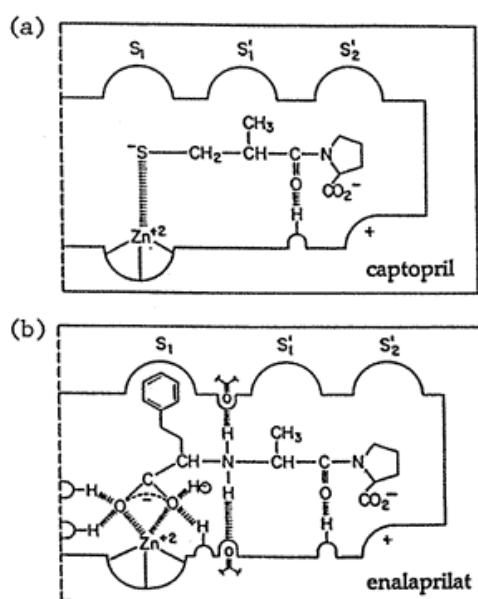 (a)
S₁ S₁' S₂'
CH₃
⁻S CH₂ CH C N
O CO₂⁻
H
Zn⁺² +
captopril
(b)
S₁ S₁' S₂'
O
H CH₃
CH N CH C N
H O CO₂⁻
H O O H
H H H
Zn⁺² O +
enalaprilat